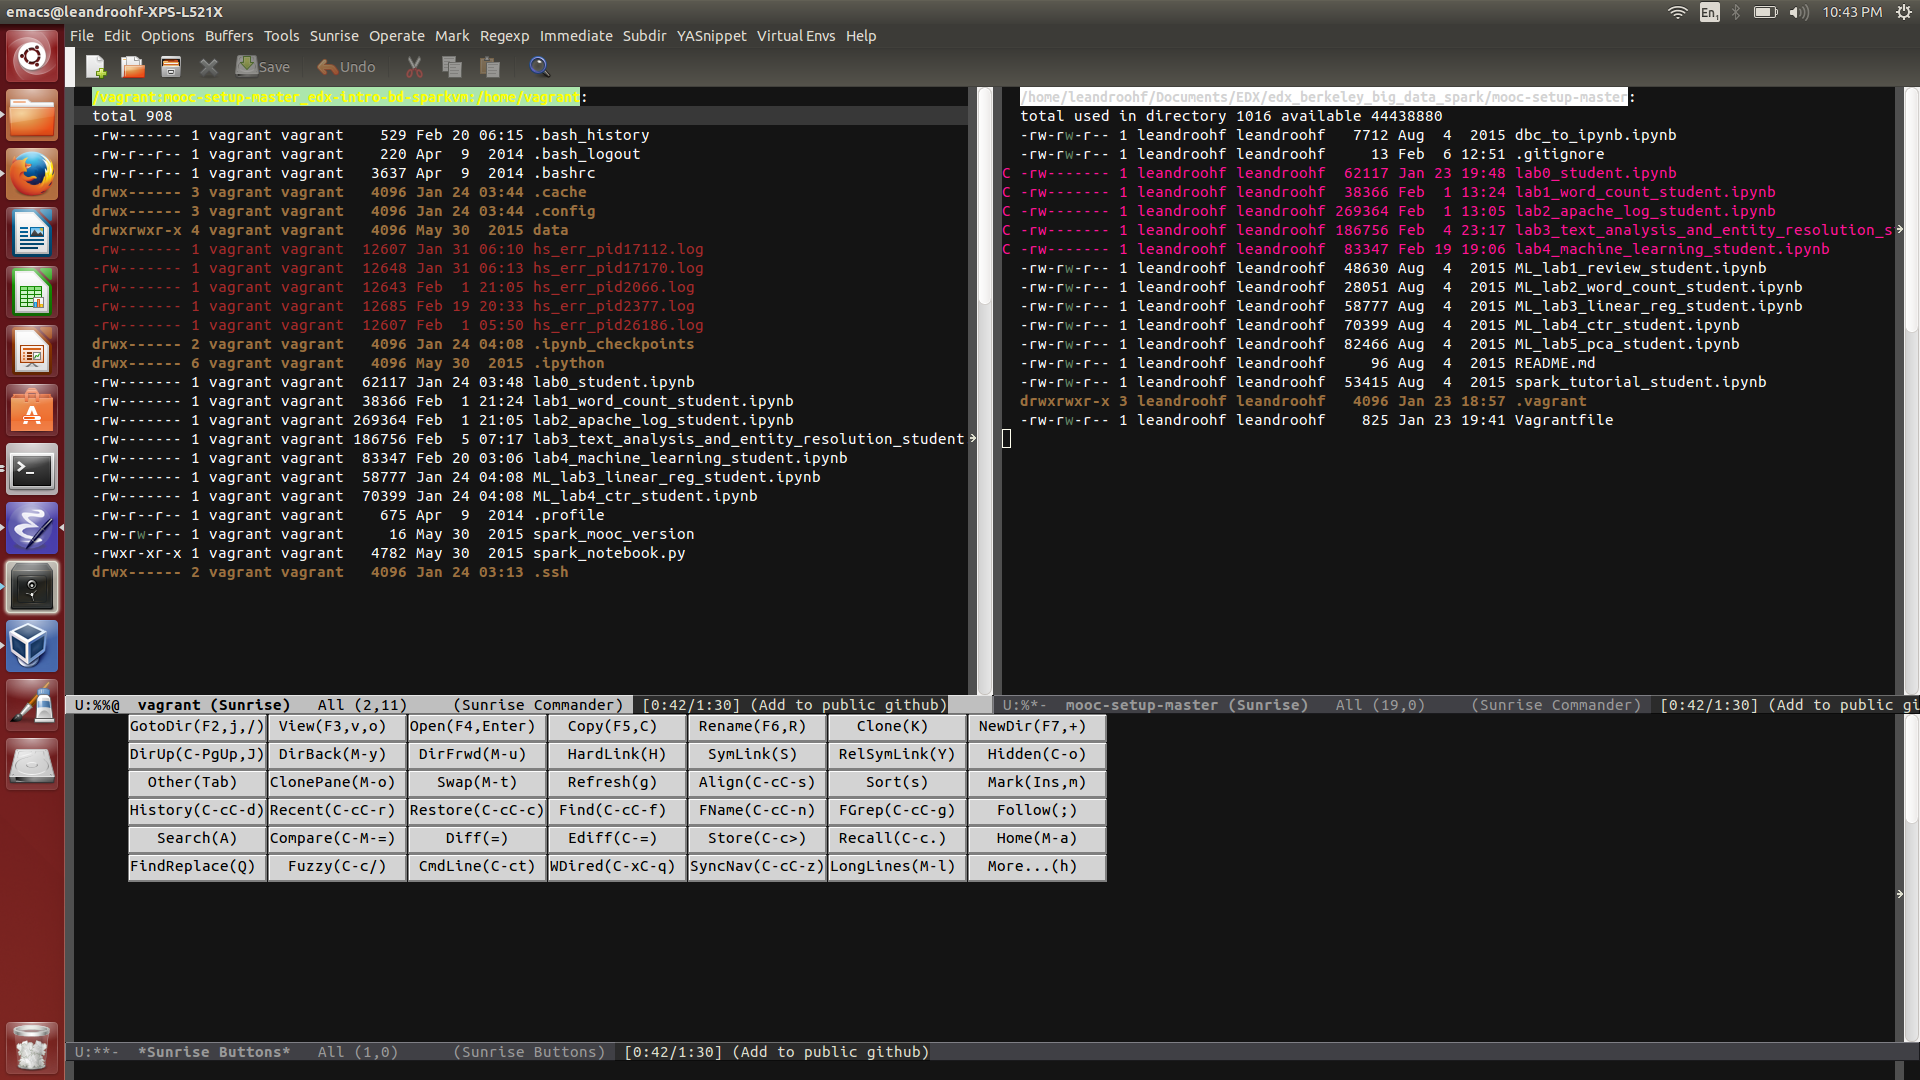 emacs@leandroohf-XPS-L521X
En1
10:43 PM
File Edit Options Buffers Tools Sunrise Operate Mark Regexp Immediate Subdir YASnippet Virtual Envs Help
Save Undo
/vagrant:mooc-setup-master_edx-intro-bd-sparkvm:/home/vagrant:
total 908
-rw------- 1 vagrant vagrant    529 Feb 20 06:15 .bash_history
-rw-r--r-- 1 vagrant vagrant    220 Apr  9  2014 .bash_logout
-rw-r--r-- 1 vagrant vagrant   3637 Apr  9  2014 .bashrc
drwx------ 3 vagrant vagrant   4096 Jan 24 03:44 .cache
drwx------ 3 vagrant vagrant   4096 Jan 24 03:44 .config
drwxrwxr-x 4 vagrant vagrant   4096 May 30  2015 data
-rw------- 1 vagrant vagrant  12607 Jan 31 06:10 hs_err_pid17112.log
-rw------- 1 vagrant vagrant  12648 Jan 31 06:13 hs_err_pid17170.log
-rw------- 1 vagrant vagrant  12643 Feb  1 21:05 hs_err_pid2066.log
-rw------- 1 vagrant vagrant  12685 Feb 19 20:33 hs_err_pid2377.log
-rw------- 1 vagrant vagrant  12607 Feb  1 05:50 hs_err_pid26186.log
drwx------ 2 vagrant vagrant   4096 Jan 24 04:08 .ipynb_checkpoints
drwx------ 6 vagrant vagrant   4096 May 30  2015 .ipython
-rw------- 1 vagrant vagrant  62117 Jan 24 03:48 lab0_student.ipynb
-rw------- 1 vagrant vagrant  38366 Feb  1 21:24 lab1_word_count_student.ipynb
-rw------- 1 vagrant vagrant 269364 Feb  1 21:05 lab2_apache_log_student.ipynb
-rw------- 1 vagrant vagrant 186756 Feb  5 07:17 lab3_text_analysis_and_entity_resolution_student
-rw------- 1 vagrant vagrant  83347 Feb 20 03:06 lab4_machine_learning_student.ipynb
-rw------- 1 vagrant vagrant  58777 Jan 24 04:08 ML_lab3_linear_reg_student.ipynb
-rw------- 1 vagrant vagrant  70399 Jan 24 04:08 ML_lab4_ctr_student.ipynb
-rw-r--r-- 1 vagrant vagrant    675 Apr  9  2014 .profile
-rw-rw-r-- 1 vagrant vagrant     16 May 30  2015 spark_mooc_version
-rwxr-xr-x 1 vagrant vagrant   4782 May 30  2015 spark_notebook.py
drwx------ 2 vagrant vagrant   4096 Jan 24 03:13 .ssh
U:%%@  vagrant (Sunrise)   All (2,11)     (Sunrise Commander)  [0:42/1:30] (Add to public github)
/home/leandroohf/Documents/EDX/edx_berkeley_big_data_spark/mooc-setup-master:
total used in directory 1016 available 44438880
-rw-rw-r-- 1 leandroohf leandroohf   7712 Aug  4  2015 dbc_to_ipynb.ipynb
-rw-rw-r-- 1 leandroohf leandroohf     13 Feb  6 12:51 .gitignore
C -rw------- 1 leandroohf leandroohf  62117 Jan 23 19:48 lab0_student.ipynb
C -rw------- 1 leandroohf leandroohf  38366 Feb  1 13:24 lab1_word_count_student.ipynb
C -rw------- 1 leandroohf leandroohf 269364 Feb  1 13:05 lab2_apache_log_student.ipynb
C -rw------- 1 leandroohf leandroohf 186756 Feb  4 23:17 lab3_text_analysis_and_entity_resolution_s
C -rw------- 1 leandroohf leandroohf  83347 Feb 19 19:06 lab4_machine_learning_student.ipynb
-rw-rw-r-- 1 leandroohf leandroohf  48630 Aug  4  2015 ML_lab1_review_student.ipynb
-rw-rw-r-- 1 leandroohf leandroohf  28051 Aug  4  2015 ML_lab2_word_count_student.ipynb
-rw-rw-r-- 1 leandroohf leandroohf  58777 Aug  4  2015 ML_lab3_linear_reg_student.ipynb
-rw-rw-r-- 1 leandroohf leandroohf  70399 Aug  4  2015 ML_lab4_ctr_student.ipynb
-rw-rw-r-- 1 leandroohf leandroohf  82466 Aug  4  2015 ML_lab5_pca_student.ipynb
-rw-rw-r-- 1 leandroohf leandroohf     96 Aug  4  2015 README.md
-rw-rw-r-- 1 leandroohf leandroohf  53415 Aug  4  2015 spark_tutorial_student.ipynb
drwxrwxr-x 3 leandroohf leandroohf   4096 Jan 23 18:57 .vagrant
-rw-rw-r-- 1 leandroohf leandroohf    825 Jan 23 19:41 Vagrantfile
U:%*-  mooc-setup-master (Sunrise)   All (19,0)     (Sunrise Commander)  [0:42/1:30] (Add to public gi
GotoDir(F2,j,/) View(F3,v,o) Open(F4,Enter) Copy(F5,C) Rename(F6,R) Clone(K) NewDir(F7,+)
DirUp(C-PgUp,J) DirBack(M-y) DirFrwd(M-u) HardLink(H) SymLink(S) RelSymLink(Y) Hidden(C-o)
Other(Tab) ClonePane(M-o) Swap(M-t) Refresh(g) Align(C-cC-s) Sort(s) Mark(Ins,m)
History(C-cC-d) Recent(C-cC-r) Restore(C-cC-c) Find(C-cC-f) FName(C-cC-n) FGrep(C-cC-g) Follow(;)
Search(A) Compare(C-M-=) Diff(=) Ediff(C-=) Store(C-c>) Recall(C-c.) Home(M-a)
FindReplace(Q) Fuzzy(C-c/) CmdLine(C-ct) WDired(C-xC-q) SyncNav(C-cC-z) LongLines(M-l) More...(h)
U:**-  *Sunrise Buttons*   All (1,0)      (Sunrise Buttons)  [0:42/1:30] (Add to public github)